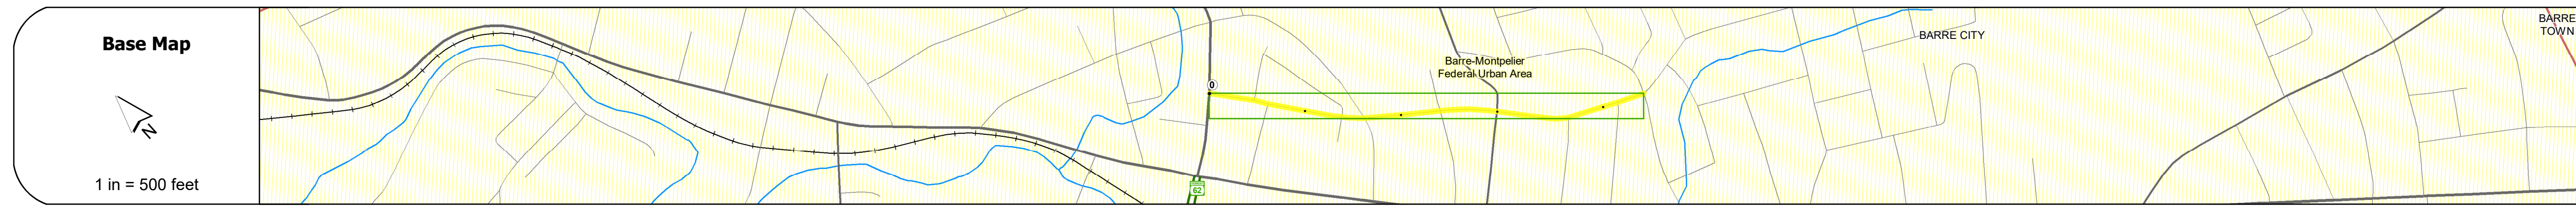 Base Map
N
1 in = 500 feet
0
62
Barre-Montpelier
Federal Urban Area
BARRE CITY
BARRE
TOWN